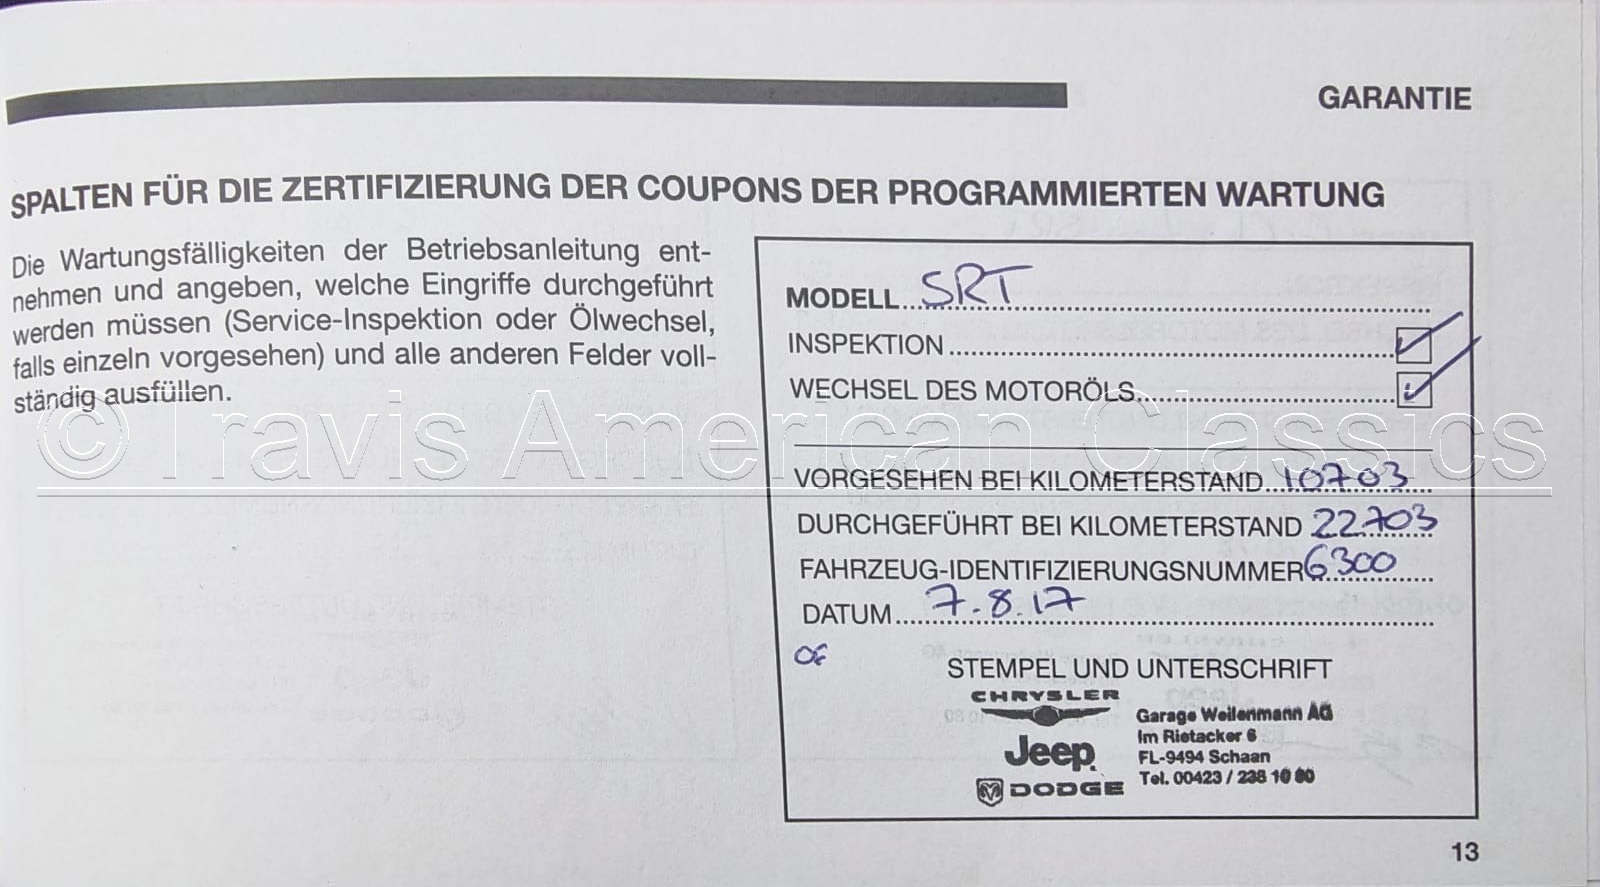 GARANTIE
SPALTEN FÜR DIE ZERTIFIZIERUNG DER COUPONS DER PROGRAMMIERTEN WARTUNG
Die Wartungsfälligkeiten der Betriebsanleitung ent-
nehmen und angeben, welche Eingriffe durchgeführt
werden müssen (Service-Inspektion oder Ölwechsel,
falls einzeln vorgesehen) und alle anderen Felder voll-
ständig ausfüllen.
MODELL SRT
INSPEKTION
WECHSEL DES MOTORÖLS
© Travis American Classics
VORGESEHEN BEI KILOMETERSTAND 10703
DURCHGEFÜHRT BEI KILOMETERSTAND 22703
FAHRZEUG-IDENTIFIZIERUNGSNUMMER 6300
DATUM 7.8.17
STEMPEL UND UNTERSCHRIFT
CHRYSLER
Jeep
DODGE
Garage Weilenmann AG
Im Rietacker 6
FL-9494 Schaan
Tel. 00423 / 238 10 80
13